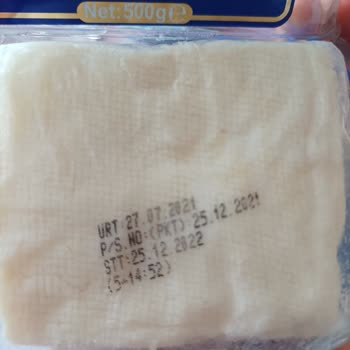 Net:500gr
URT 27.07.2021
P/S.NO:(PKT) 25.12.2021
STT:25.12.2022
(5-14:52)